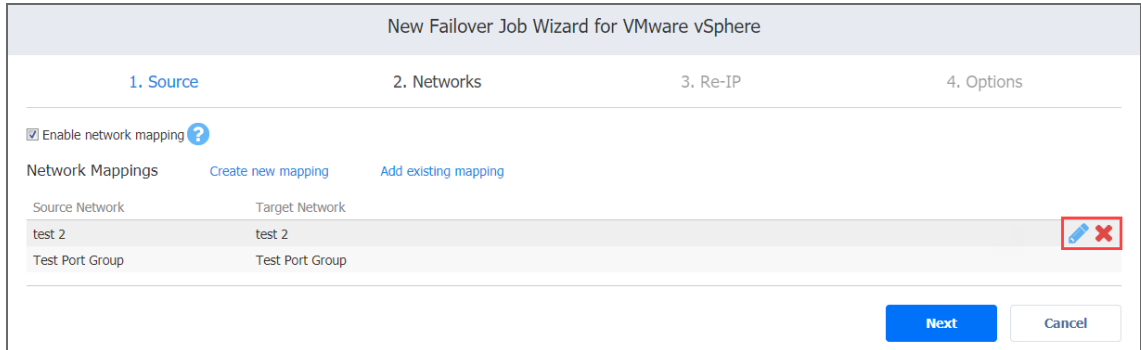 New Failover Job Wizard for VMware vSphere
1. Source 2. Networks 3. Re-IP 4. Options
Enable network mapping ?
Network Mappings Create new mapping Add existing mapping
Source Network Target Network
test 2 test 2
Test Port Group Test Port Group
Next Cancel